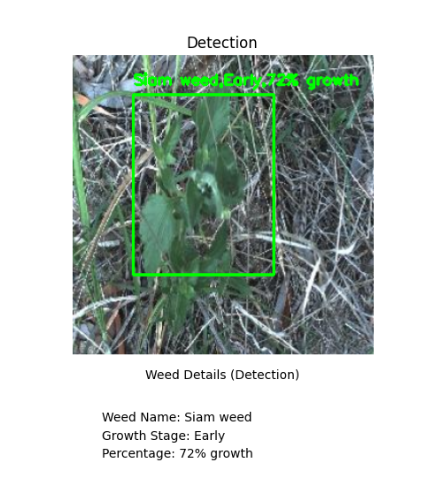 Detection
Siam weed,Early,72% growth
Weed Details (Detection)
Weed Name: Siam weed
Growth Stage: Early
Percentage: 72% growth